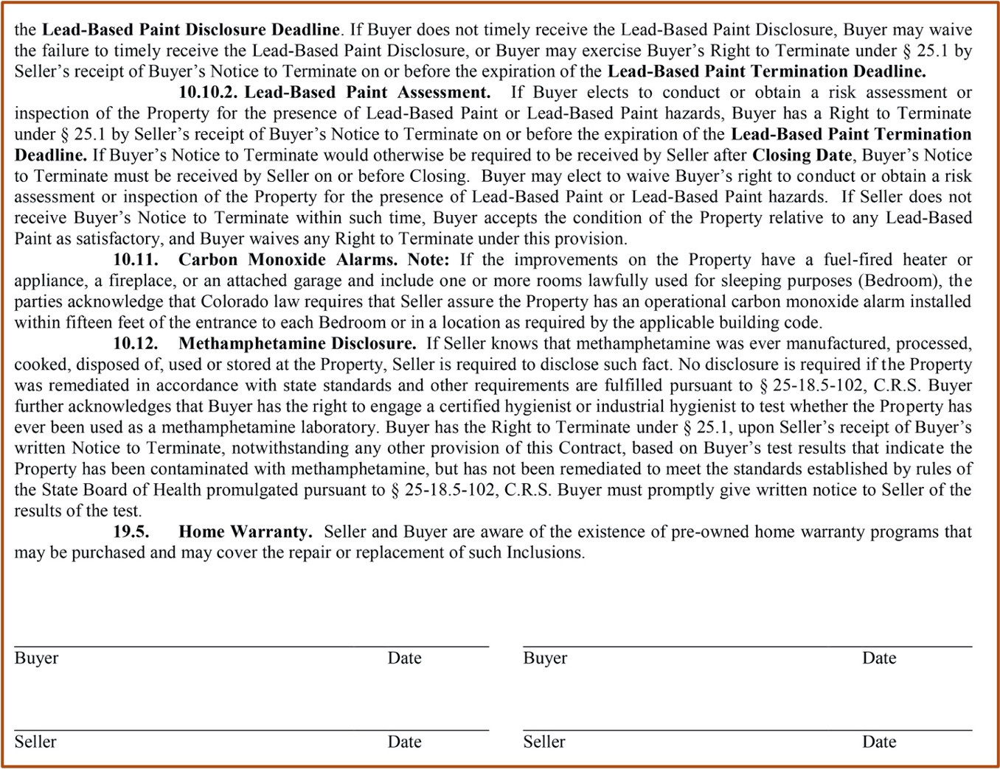 the Lead-Based Paint Disclosure Deadline. If Buyer does not timely receive the Lead-Based Paint Disclosure, Buyer may waive
the failure to timely receive the Lead-Based Paint Disclosure, or Buyer may exercise Buyer’s Right to Terminate under § 25.1 by
Seller’s receipt of Buyer’s Notice to Terminate on or before the expiration of the Lead-Based Paint Termination Deadline.
10.10.2. Lead-Based Paint Assessment. If Buyer elects to conduct or obtain a risk assessment or
inspection of the Property for the presence of Lead-Based Paint or Lead-Based Paint hazards, Buyer has a Right to Terminate
under § 25.1 by Seller’s receipt of Buyer’s Notice to Terminate on or before the expiration of the Lead-Based Paint Termination
Deadline. If Buyer’s Notice to Terminate would otherwise be required to be received by Seller after Closing Date, Buyer’s Notice
to Terminate must be received by Seller on or before Closing. Buyer may elect to waive Buyer’s right to conduct or obtain a risk
assessment or inspection of the Property for the presence of Lead-Based Paint or Lead-Based Paint hazards. If Seller does not
receive Buyer’s Notice to Terminate within such time, Buyer accepts the condition of the Property relative to any Lead-Based
Paint as satisfactory, and Buyer waives any Right to Terminate under this provision.
10.11. Carbon Monoxide Alarms. Note: If the improvements on the Property have a fuel-fired heater or
appliance, a fireplace, or an attached garage and include one or more rooms lawfully used for sleeping purposes (Bedroom), the
parties acknowledge that Colorado law requires that Seller assure the Property has an operational carbon monoxide alarm installed
within fifteen feet of the entrance to each Bedroom or in a location as required by the applicable building code.
10.12. Methamphetamine Disclosure. If Seller knows that methamphetamine was ever manufactured, processed,
cooked, disposed of, used or stored at the Property, Seller is required to disclose such fact. No disclosure is required if the Property
was remediated in accordance with state standards and other requirements are fulfilled pursuant to § 25-18.5-102, C.R.S. Buyer
further acknowledges that Buyer has the right to engage a certified hygienist or industrial hygienist to test whether the Property has
ever been used as a methamphetamine laboratory. Buyer has the Right to Terminate under § 25.1, upon Seller’s receipt of Buyer’s
written Notice to Terminate, notwithstanding any other provision of this Contract, based on Buyer’s test results that indicate the
Property has been contaminated with methamphetamine, but has not been remediated to meet the standards established by rules of
the State Board of Health promulgated pursuant to § 25-18.5-102, C.R.S. Buyer must promptly give written notice to Seller of the
results of the test.
19.5. Home Warranty. Seller and Buyer are aware of the existence of pre-owned home warranty programs that
may be purchased and may cover the repair or replacement of such Inclusions.
Buyer Date Buyer Date
Seller Date Seller Date